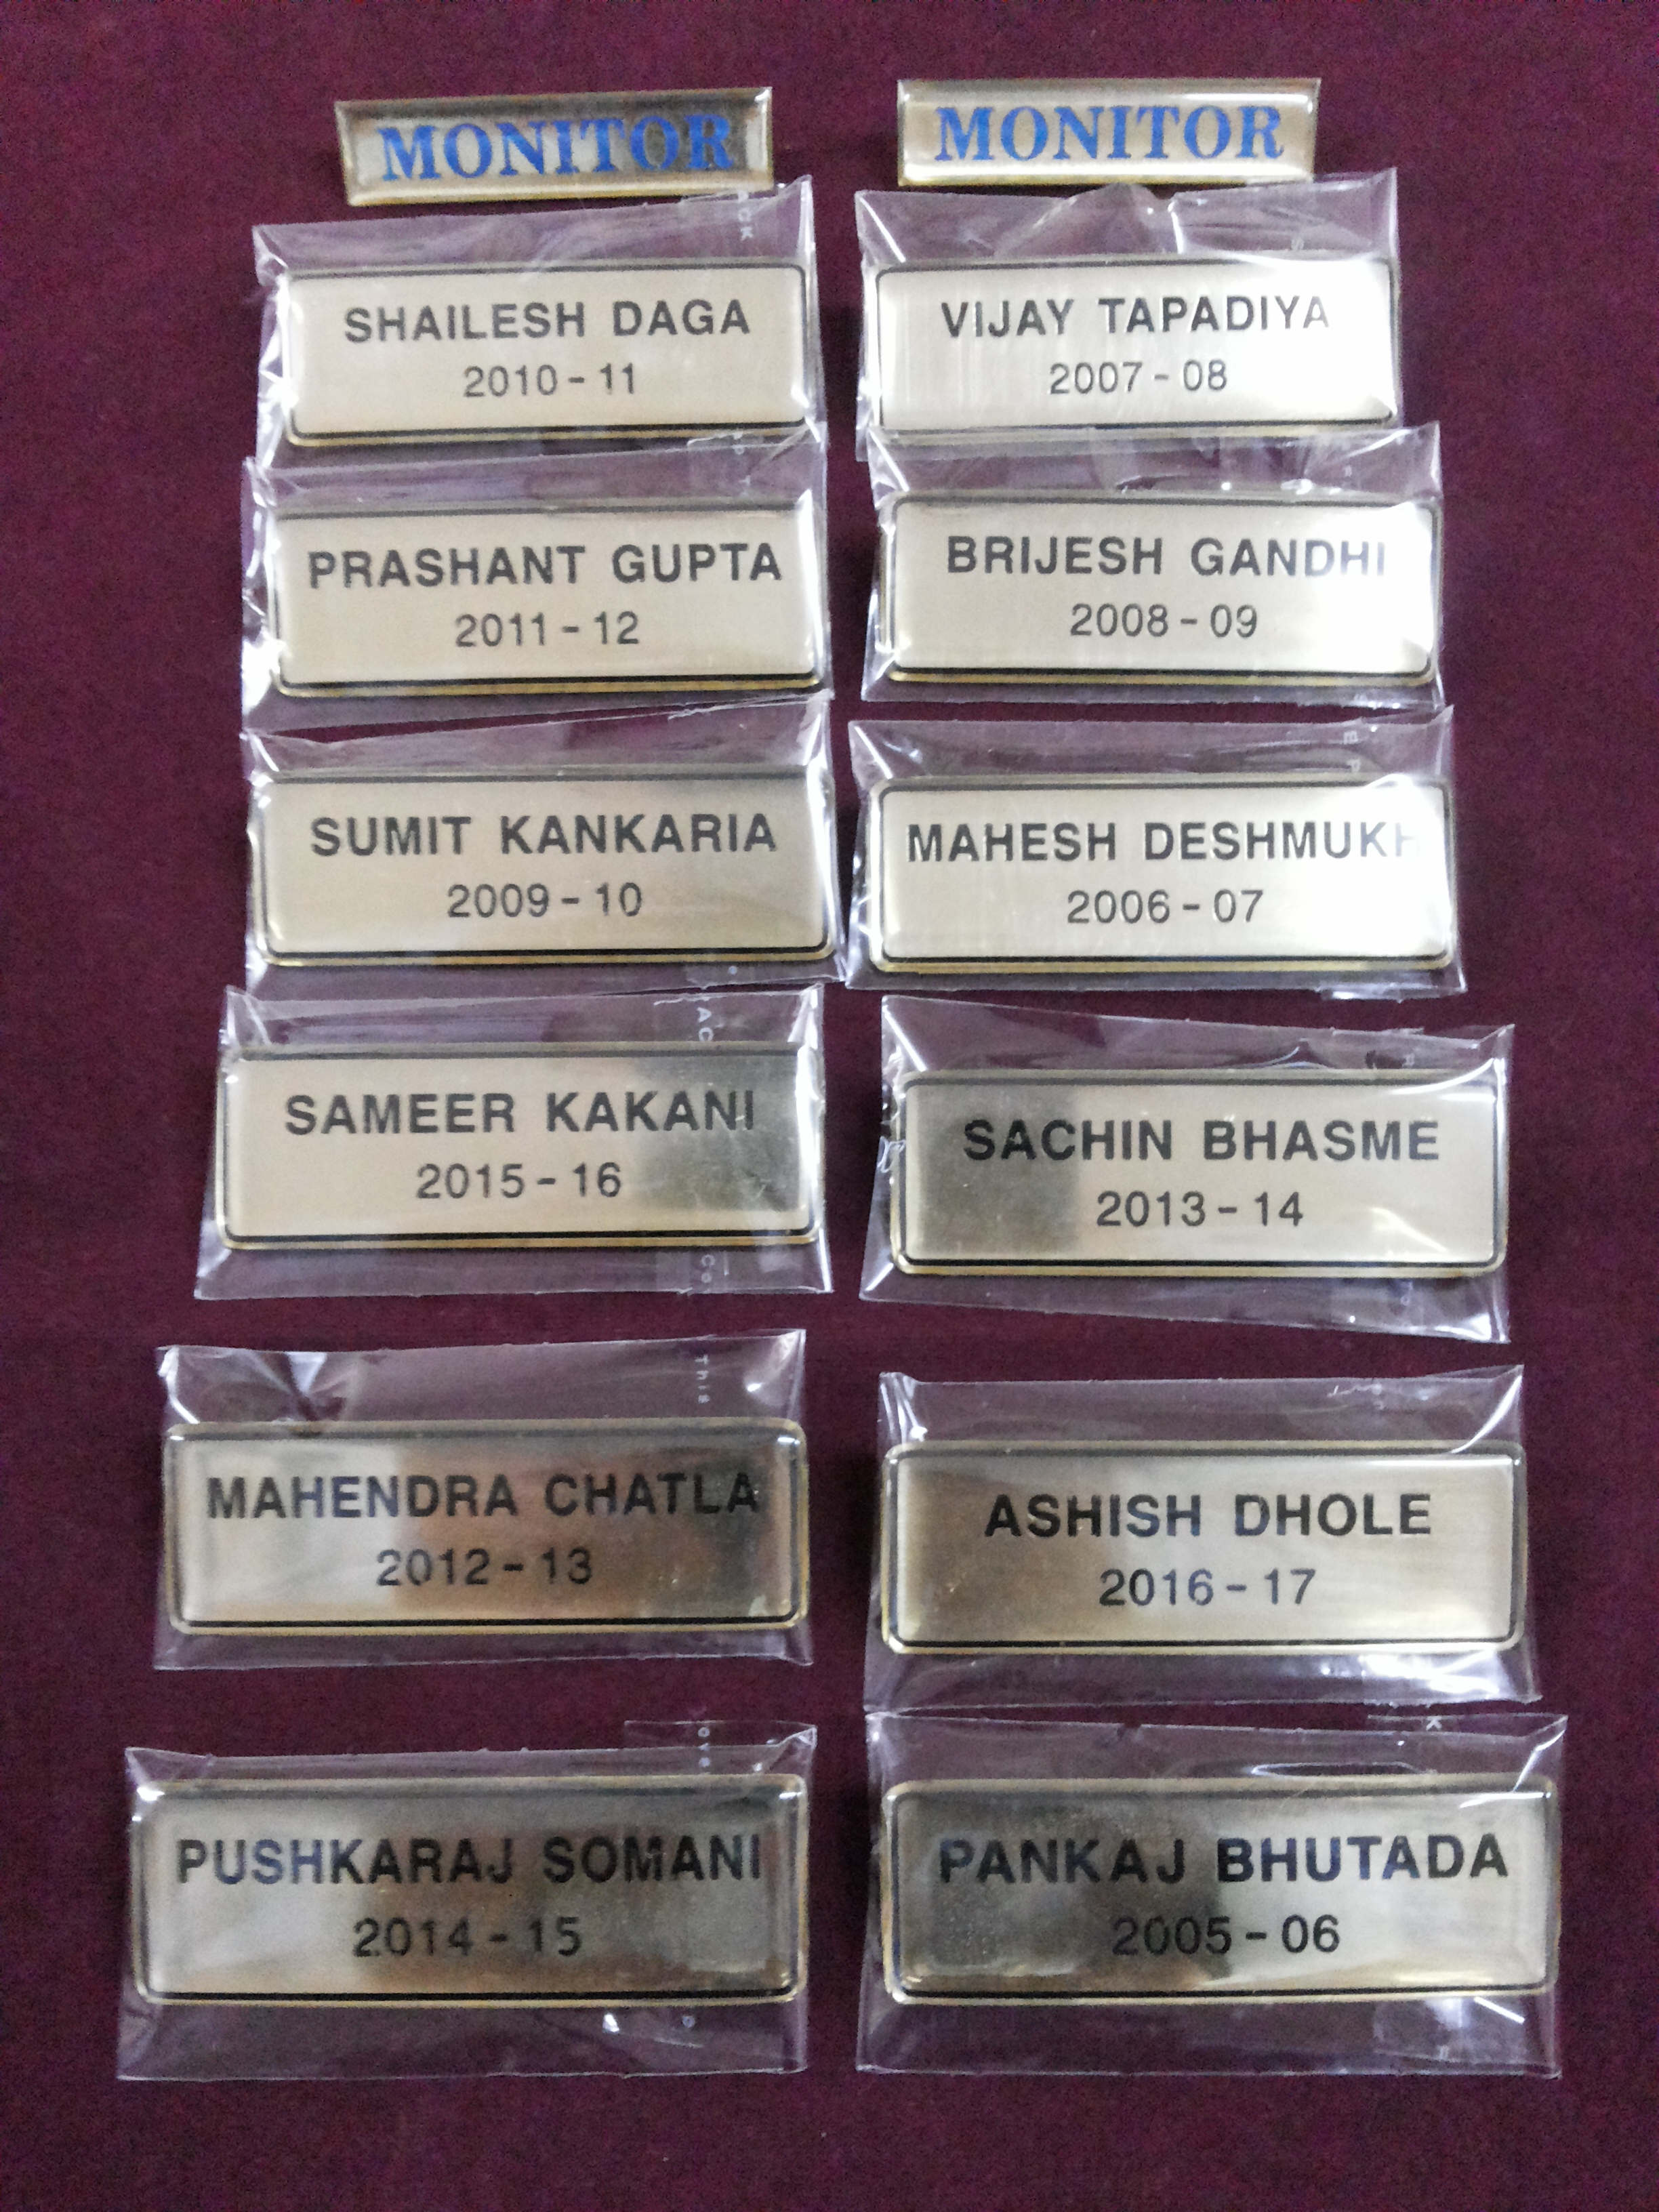 MONITOR
MONITOR
SHAILESH DAGA
2010 - 11
VIJAY TAPADIYA
2007 - 08
PRASHANT GUPTA
2011 - 12
BRIJESH GANDHI
2008 - 09
SUMIT KANKARIA
2009 - 10
MAHESH DESHMUKH
2006 - 07
SAMEER KAKANI
2015 - 16
SACHIN BHASME
2013 - 14
MAHENDRA CHATLA
2012 - 13
ASHISH DHOLE
2016 - 17
PUSHKARAJ SOMANI
2014 - 15
PANKAJ BHUTADA
2005 - 06